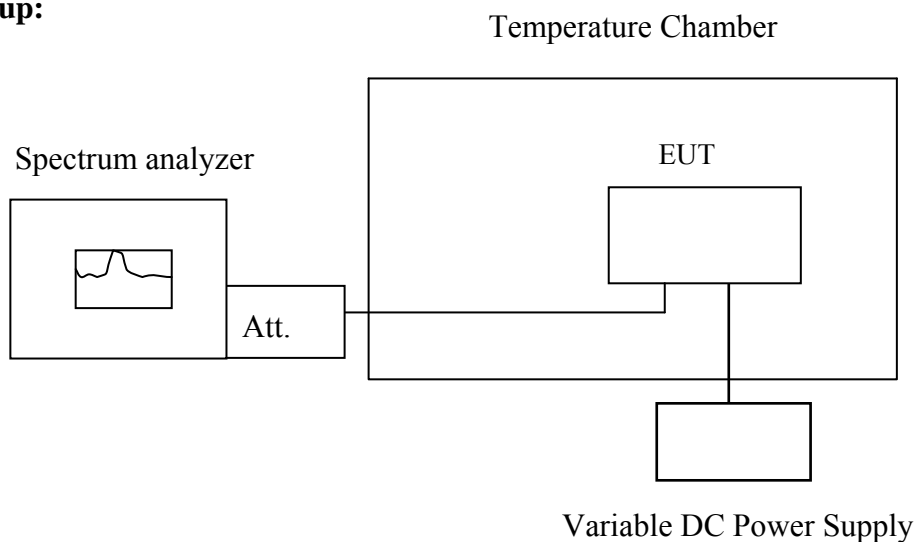 up:
Temperature Chamber
Spectrum analyzer
EUT
Att.
Variable DC Power Supply